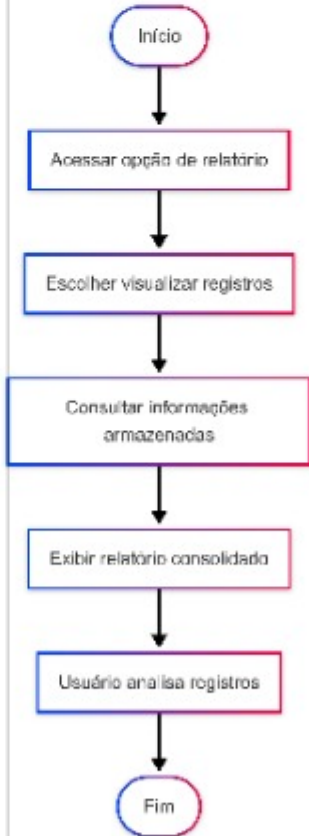 Início
Acessar opção de relatório
Escolher visualizar registros
Consultar informações
armazenadas
Exibir relatório consolidado
Usuário analisa registros
Fim